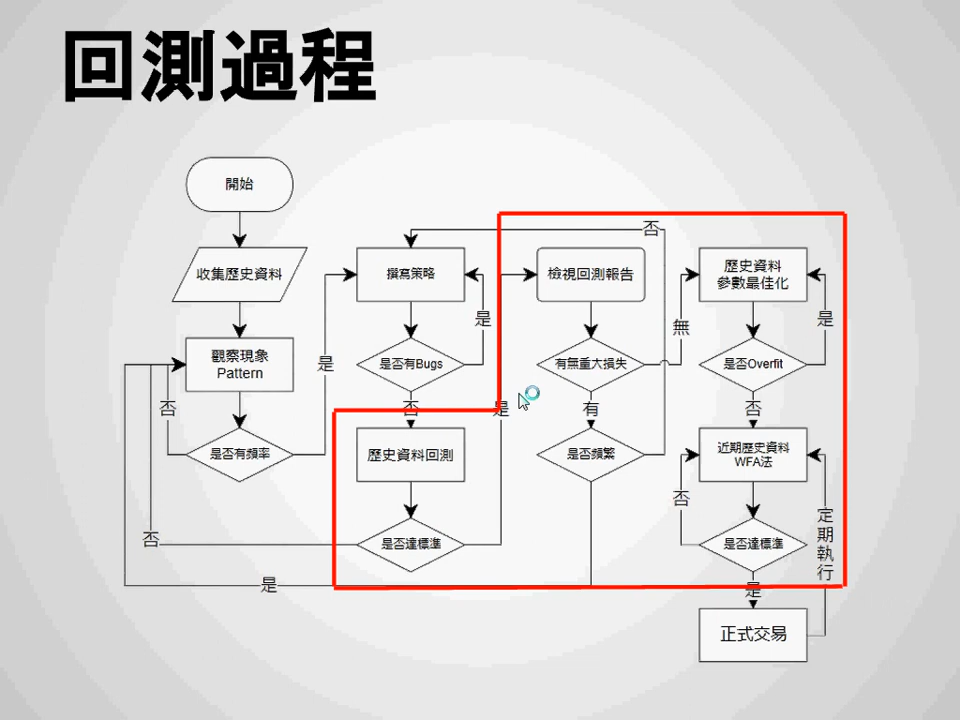 回測過程
開始
收集歷史資料
觀察現象
Pattern
否
是否有頻率
是
否
是
撰寫策略
是
是否有Bugs
否
歷史資料回測
是否達標準
是
否
檢視回測報告
有無重大損失
無
有
是否頻繁
歷史資料
參數最佳化
是
是否Overfit
否
近期歷史資料
WFA法
否
是否達標準
定
期
執
行
是
正式交易